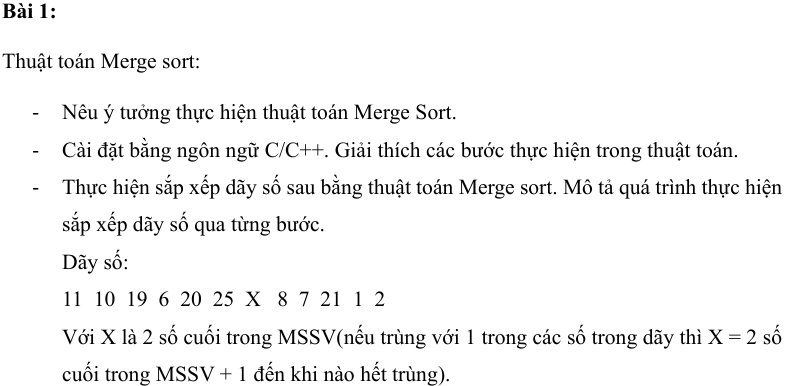 Bài 1:
Thuật toán Merge sort:
- Nêu ý tưởng thực hiện thuật toán Merge Sort.
- Cài đặt bằng ngôn ngữ C/C++. Giải thích các bước thực hiện trong thuật toán.
- Thực hiện sắp xếp dãy số sau bằng thuật toán Merge sort. Mô tả quá trình thực hiện
sắp xếp dãy số qua từng bước.
Dãy số:
11 10 19 6 20 25 X 8 7 21 1 2
Với X là 2 số cuối trong MSSV(nếu trùng với 1 trong các số trong dãy thì X = 2 số
cuối trong MSSV + 1 đến khi nào hết trùng).